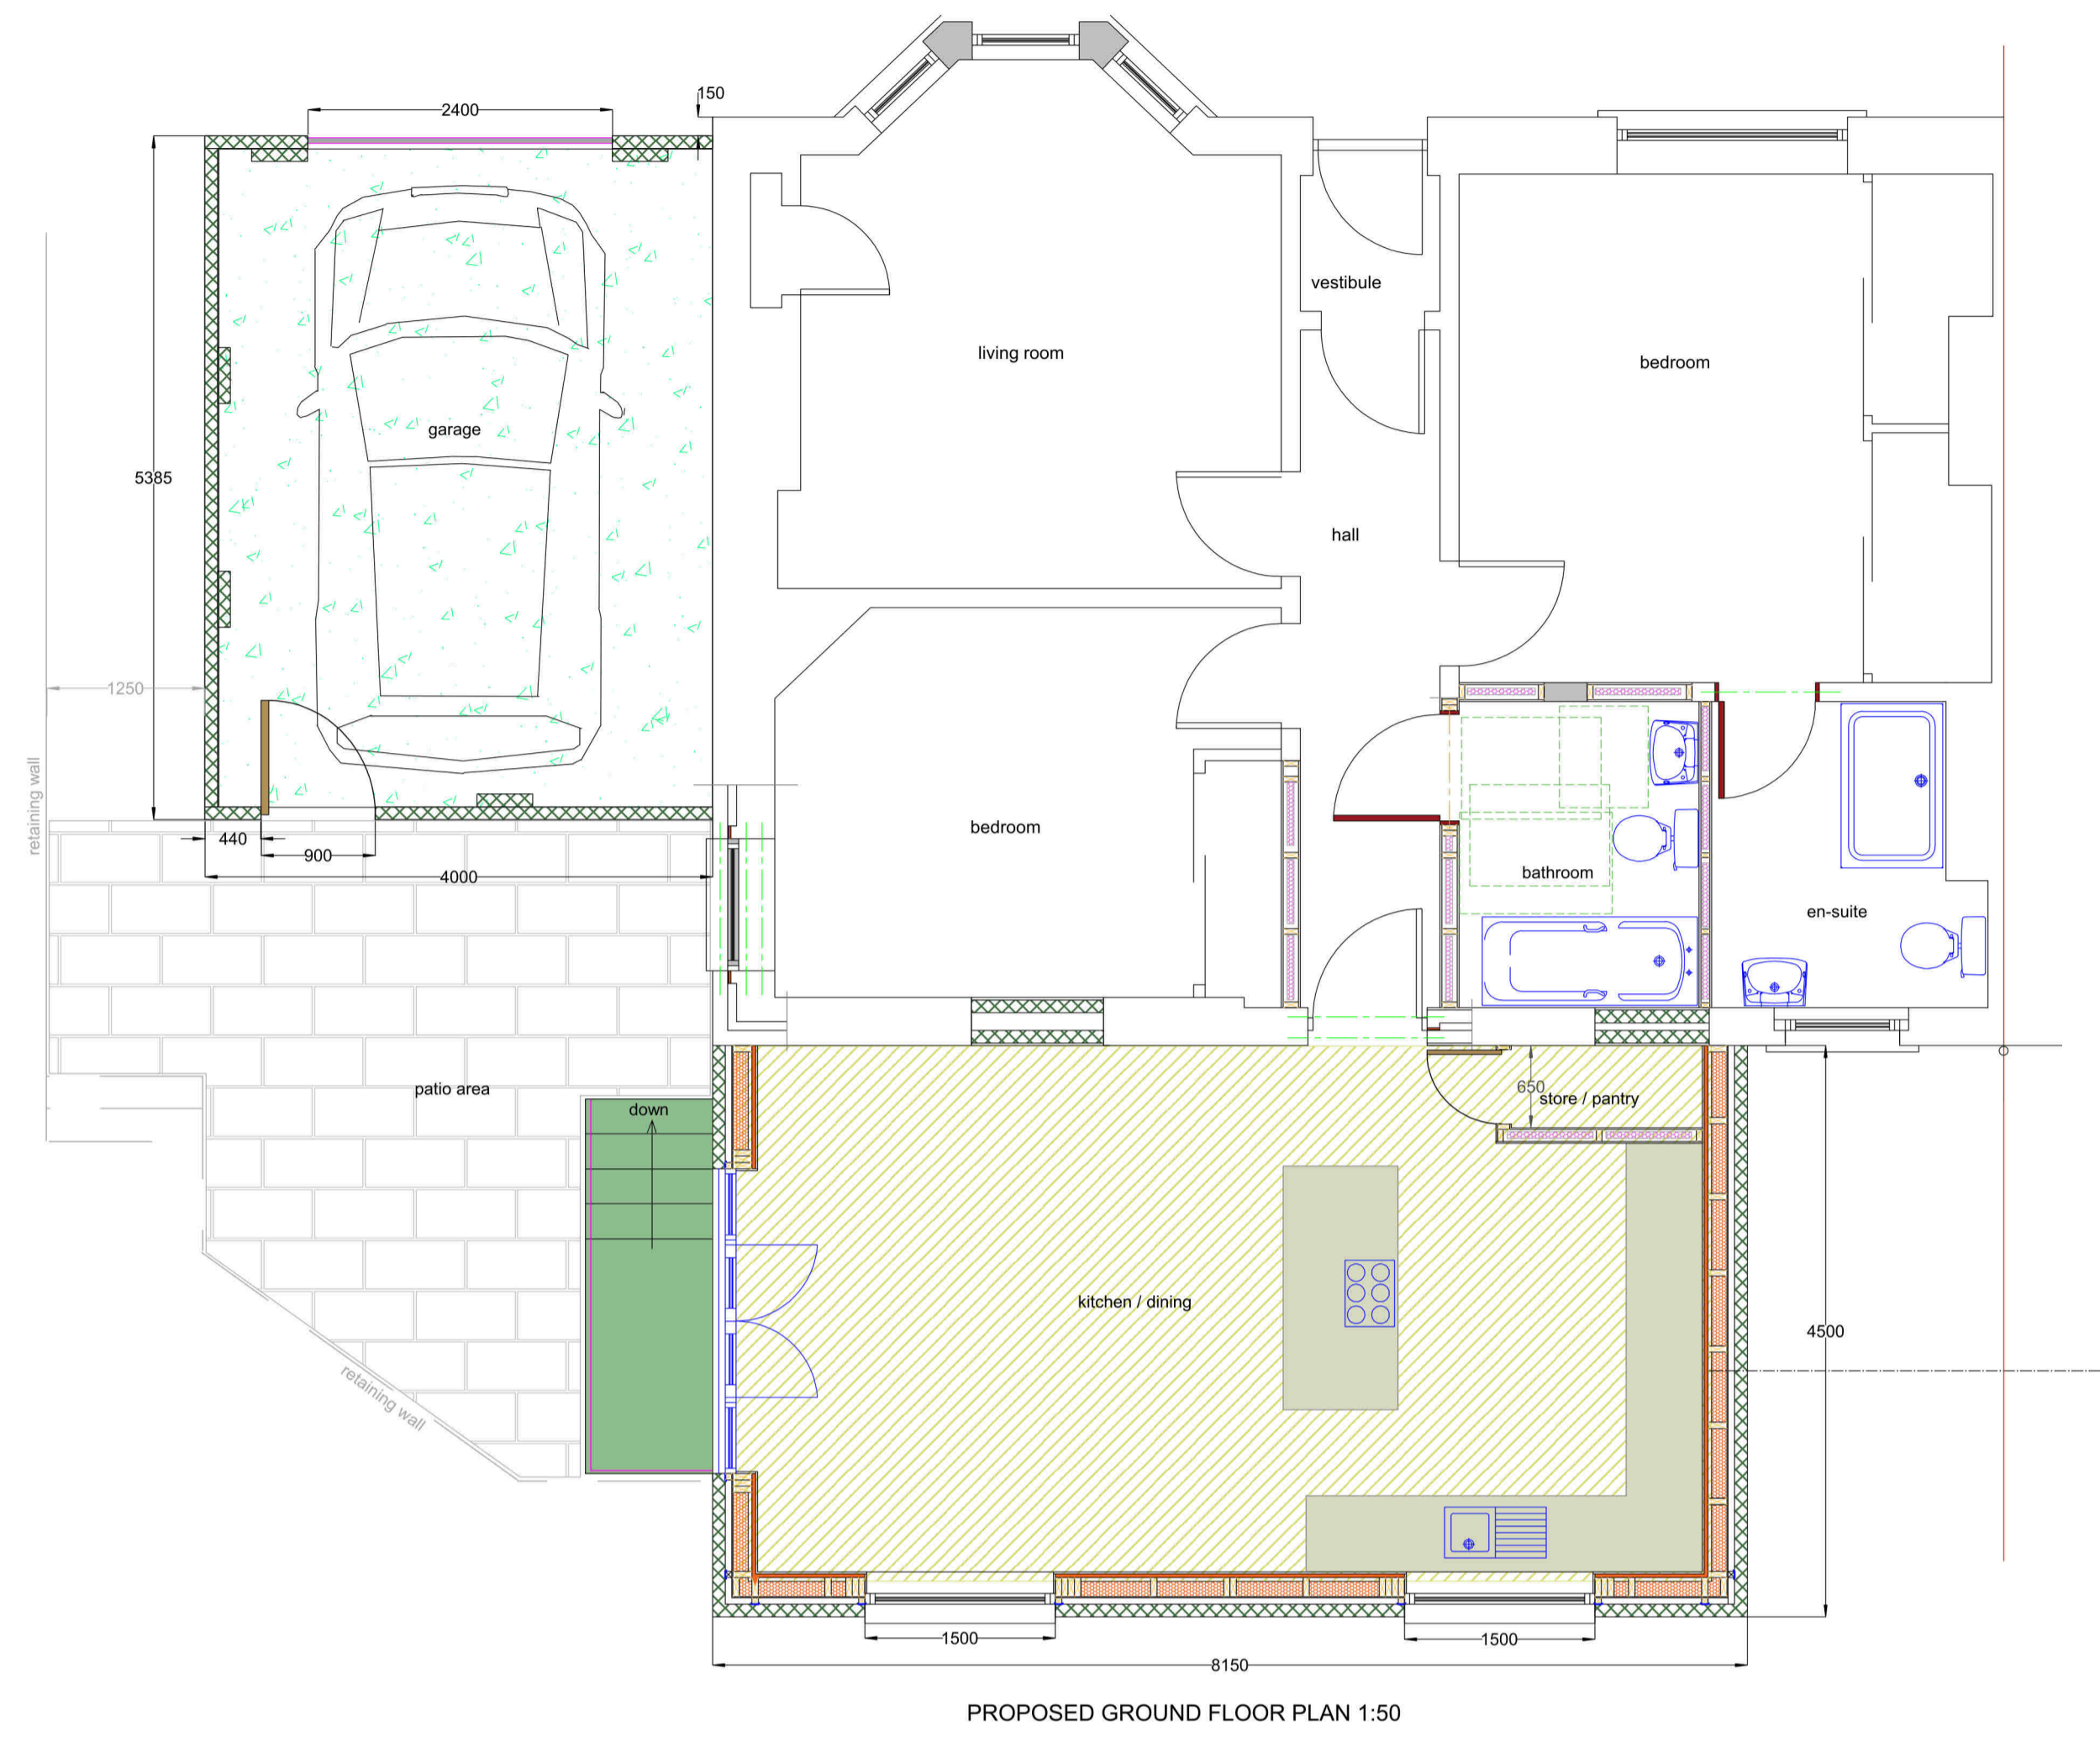 150
2400
vestibule
living room
bedroom
garage
5385
hall
1250
retaining wall
bedroom
440
900
4000
bathroom
en-suite
patio area
down
650
store / pantry
kitchen / dining
4500
retaining wall
1500
1500
8150
PROPOSED GROUND FLOOR PLAN 1:50